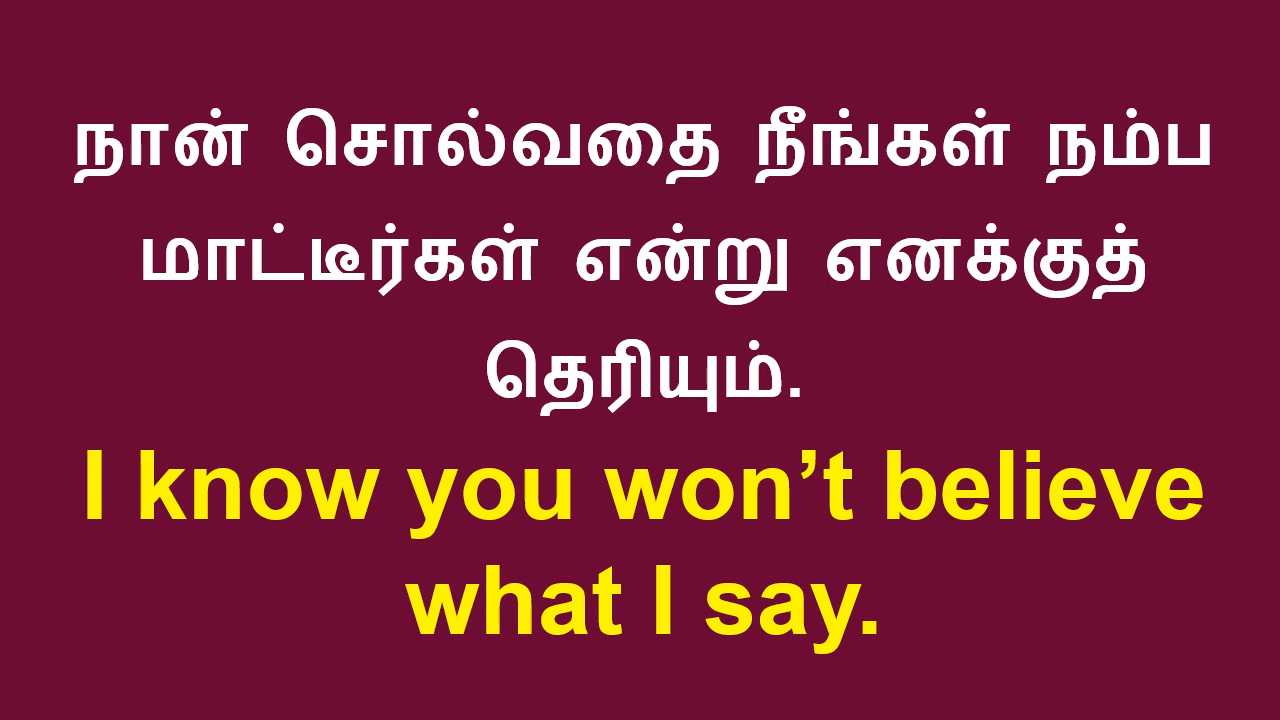 நான் சொல்வதை நீங்கள் நம்ப
மாட்டீர்கள் என்று எனக்குத்
தெரியும்.
I know you won’t believe
what I say.